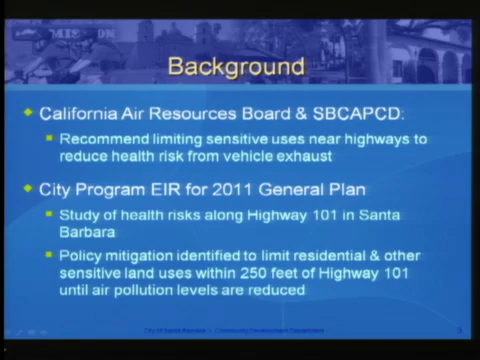 MISSION
Background
California Air Resources Board & SBCAPCD:
Recommend limiting sensitive uses near highways to
reduce health risk from vehicle exhaust
City Program EIR for 2011 General Plan
Study of health risks along Highway 101 in Santa
Barbara
Policy mitigation identified to limit residential & other
sensitive land uses within 250 feet of Highway 101
until air pollution levels are reduced
City of Santa Barbara • Community Development Department
3